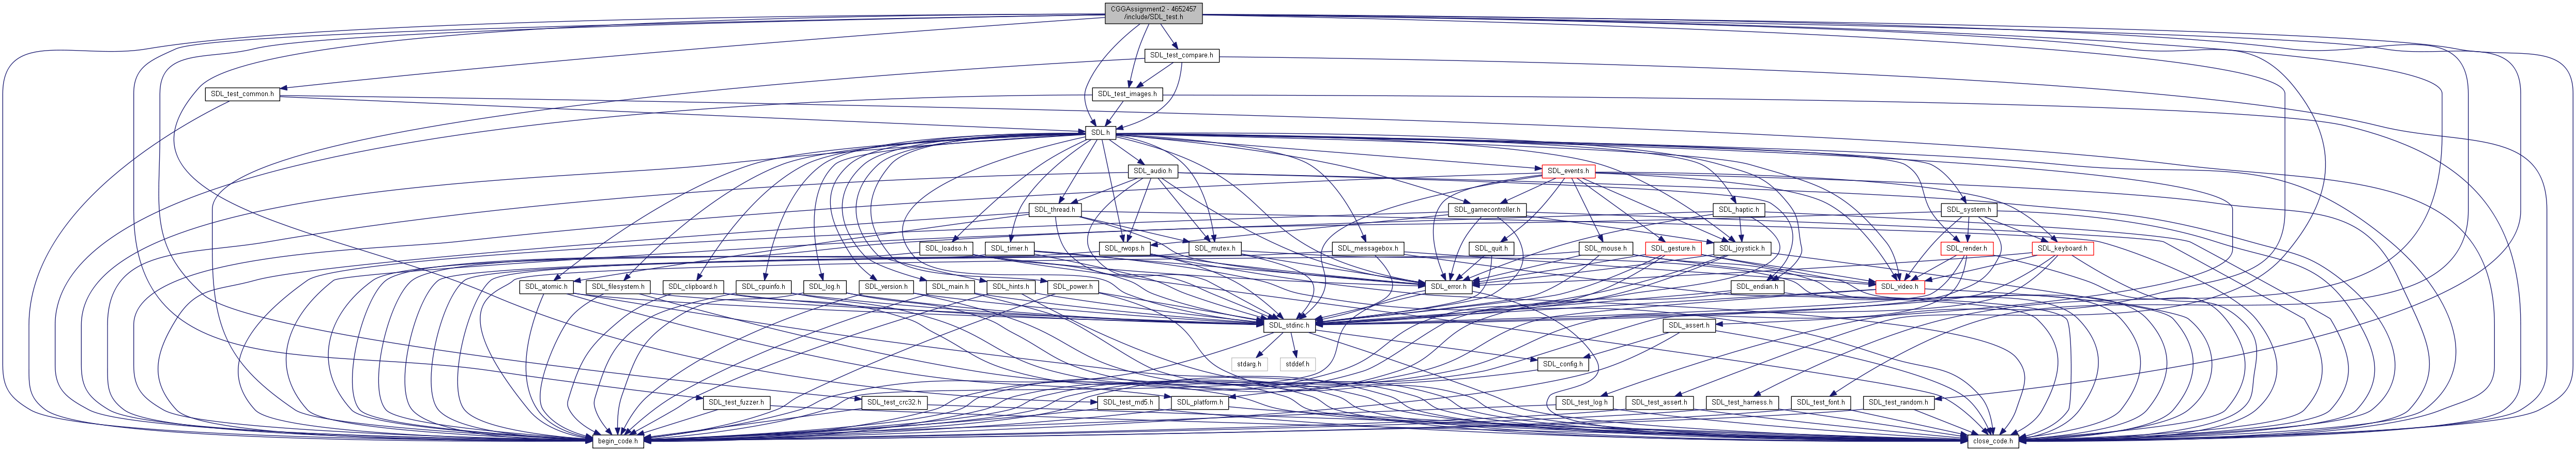 CGGAssignment2 - 4652457
/include/SDL_test.h
SDL_test_compare.h
SDL_test_common.h
SDL_test_images.h
SDL.h
SDL_audio.h
SDL_events.h
SDL_thread.h
SDL_gamecontroller.h
SDL_haptic.h
SDL_system.h
SDL_loadso.h
SDL_timer.h
SDL_rwops.h
SDL_mutex.h
SDL_messagebox.h
SDL_quit.h
SDL_mouse.h
SDL_gesture.h
SDL_joystick.h
SDL_render.h
SDL_keyboard.h
SDL_atomic.h
SDL_filesystem.h
SDL_clipboard.h
SDL_cpuinfo.h
SDL_log.h
SDL_version.h
SDL_main.h
SDL_hints.h
SDL_power.h
SDL_error.h
SDL_endian.h
SDL_video.h
SDL_stdinc.h
SDL_assert.h
stdarg.h
stddef.h
SDL_config.h
SDL_test_fuzzer.h
SDL_test_crc32.h
SDL_test_md5.h
SDL_platform.h
SDL_test_log.h
SDL_test_assert.h
SDL_test_harness.h
SDL_test_font.h
SDL_test_random.h
begin_code.h
close_code.h